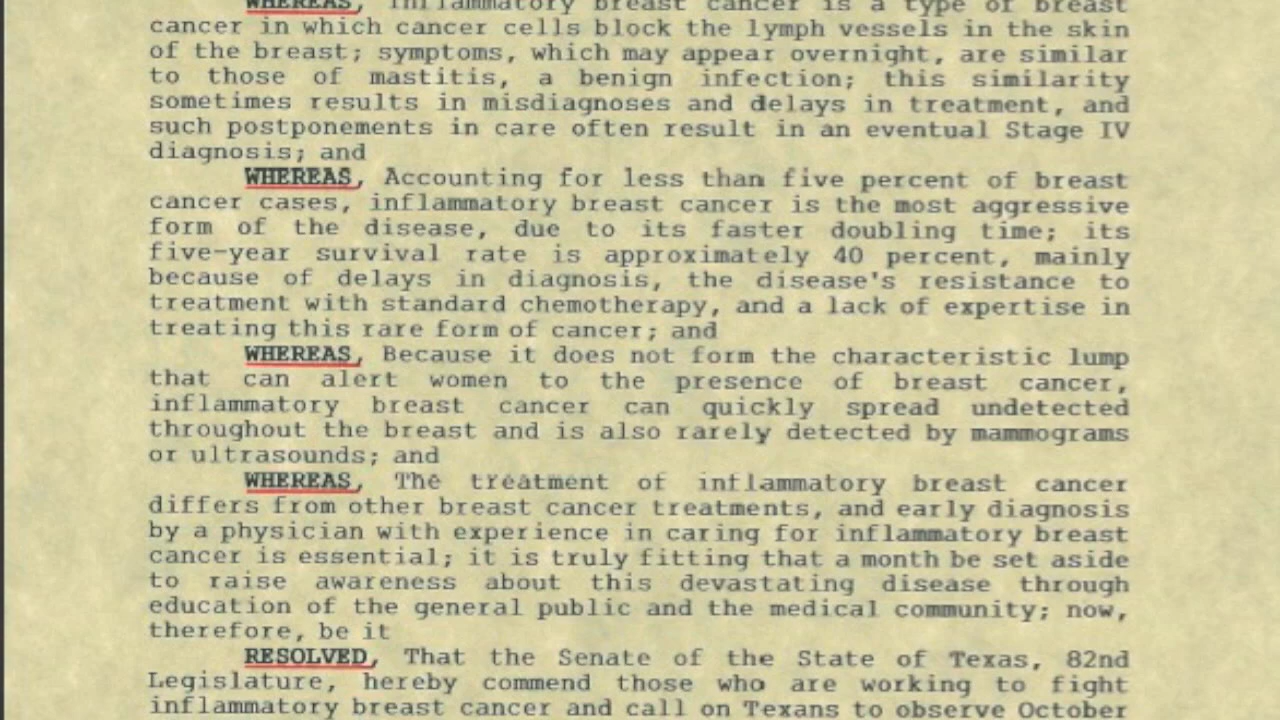 WHEREAS, Inflammatory breast cancer is a type of breast
cancer in which cancer cells block the lymph vessels in the skin
of the breast; symptoms, which may appear overnight, are similar
to those of mastitis, a benign infection; this similarity
sometimes results in misdiagnoses and delays in treatment, and
such postponements in care often result in an eventual Stage IV
diagnosis; and
WHEREAS, Accounting for less than five percent of breast
cancer cases, inflammatory breast cancer is the most aggressive
form of the disease, due to its faster doubling time; its
five-year survival rate is approximately 40 percent, mainly
because of delays in diagnosis, the disease's resistance to
treatment with standard chemotherapy, and a lack of expertise in
treating this rare form of cancer; and
WHEREAS, Because it does not form the characteristic lump
that can alert women to the presence of breast cancer,
inflammatory breast cancer can quickly spread undetected
throughout the breast and is also rarely detected by mammograms
or ultrasounds; and
WHEREAS, The treatment of inflammatory breast cancer
differs from other breast cancer treatments, and early diagnosis
by a physician with experience in caring for inflammatory breast
cancer is essential; it is truly fitting that a month be set aside
to raise awareness about this devastating disease through
education of the general public and the medical community; now,
therefore, be it
RESOLVED, That the Senate of the State of Texas, 82nd
Legislature, hereby commend those who are working to fight
inflammatory breast cancer and call on Texans to observe October